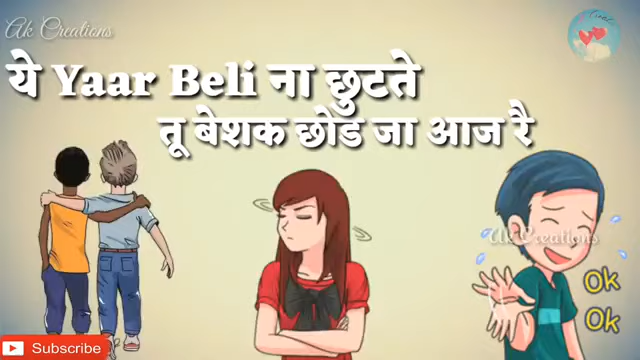 Ak Creations
ये Yaar Beli ना छुटते
तू बेशक छोड जा आज रै
Ak Creations
Ok
Ok
Subscribe